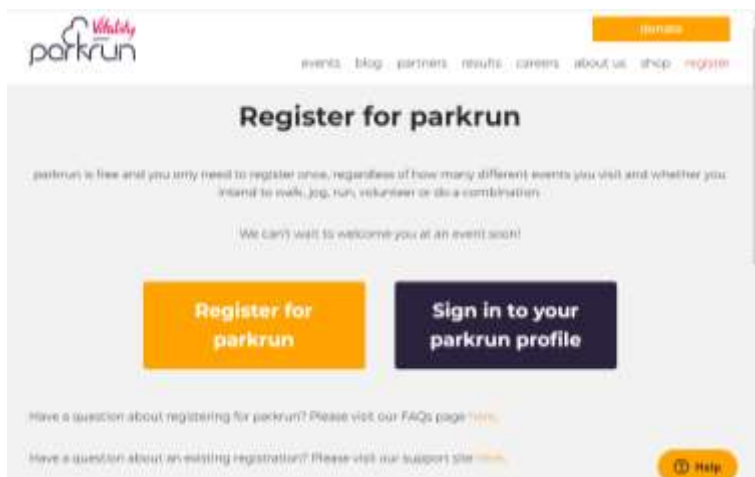 Vitality
parkrun
donate
events blog partners results careers about us shop register
Register for parkrun
parkrun is free and you only need to register once, regardless of how many different events you visit and whether you
intend to walk, jog, run, volunteer or do a combination.
We can't wait to welcome you at an event soon!
Register for
parkrun
Sign in to your
parkrun profile
Have a question about registering for parkrun? Please visit our FAQs page here.
Have a question about an existing registration? Please visit our support site here.
Help